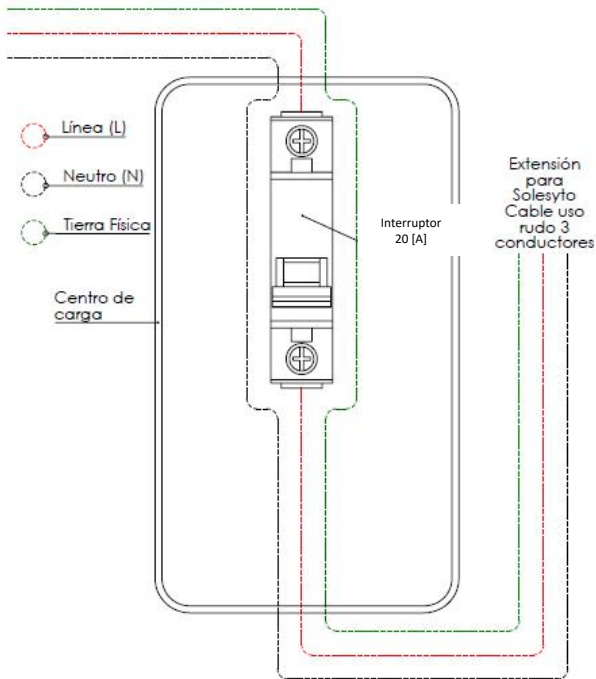 Línea (L)
Neutro (N)
Tierra Física
Centro de
carga
Interruptor
20 [A]
Extensión
para
Solesyto
Cable uso
rudo 3
conductores